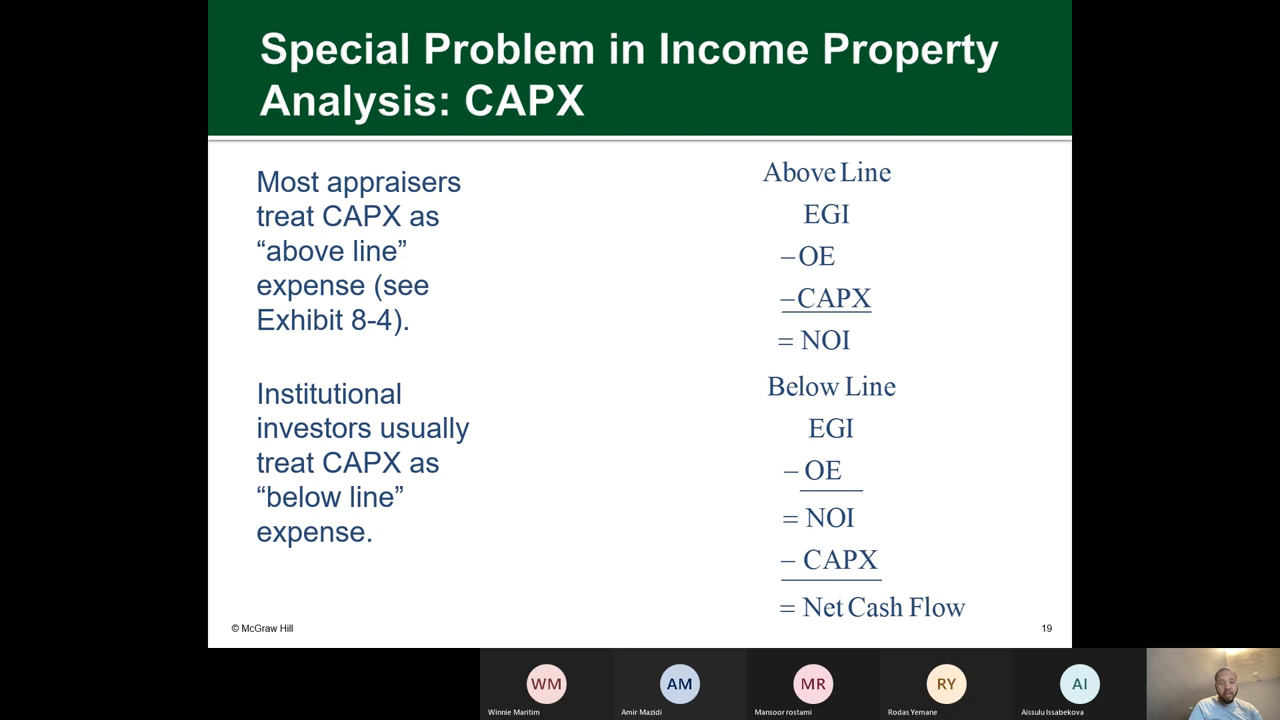 Special Problem in Income Property
Analysis: CAPX
Most appraisers
treat CAPX as
“above line”
expense (see
Exhibit 8-4).
Institutional
investors usually
treat CAPX as
“below line”
expense.
Above Line
EGI
−OE
−CAPX
= NOI
Below Line
EGI
− OE
= NOI
− CAPX
= Net Cash Flow
© McGraw Hill
19
WM
Winnie Maritim
AM
Amir Mazidi
MR
Mansoor rostami
RY
Rodas Yemane
AI
Aissulu Issabekova